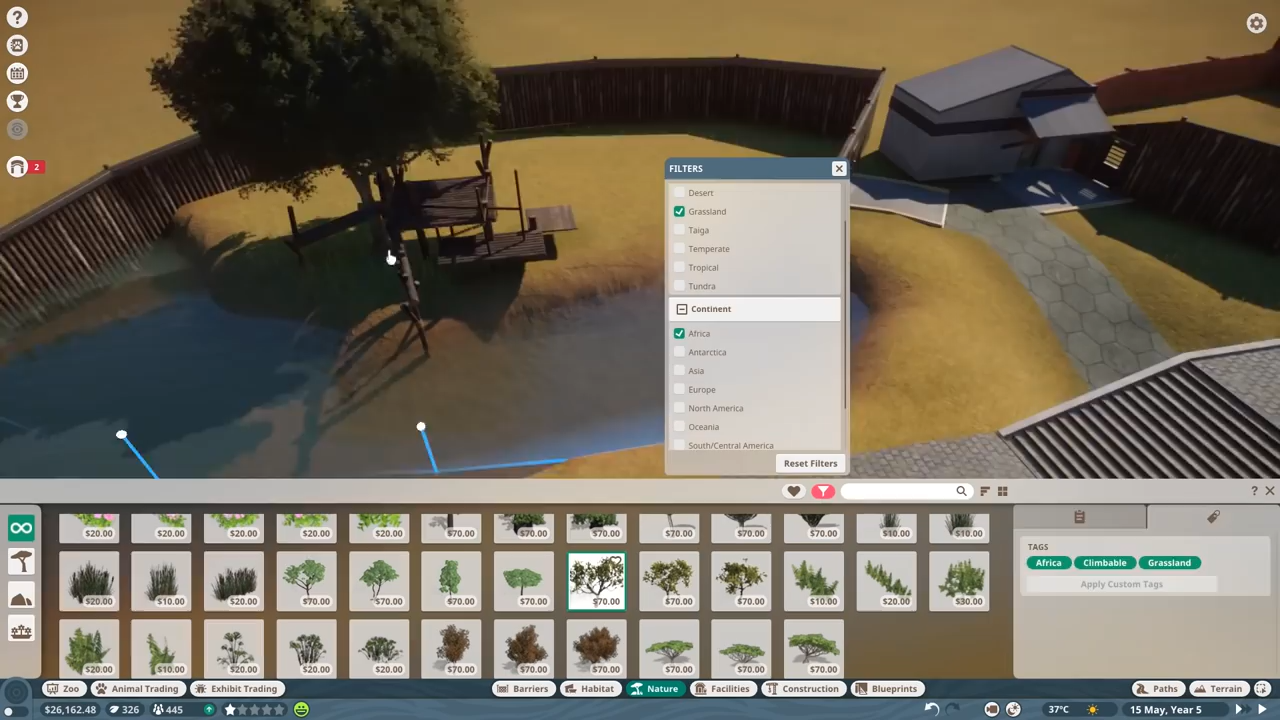 ?
2
FILTERS
Desert
Grassland
Taiga
Temperate
Tropical
Tundra
Continent
Africa
Antarctica
Asia
Europe
North America
Oceania
South/Central America
Reset Filters
?
$20.00 $20.00 $20.00 $20.00 $20.00 $70.00 $70.00 $70.00 $70.00 $70.00 $70.00 $10.00 $10.00
$20.00 $10.00 $20.00 $70.00 $70.00 $70.00 $70.00 $70.00 $70.00 $70.00 $10.00 $20.00 $30.00
$20.00 $10.00 $20.00 $20.00 $20.00 $70.00 $70.00 $70.00 $70.00 $70.00 $70.00
TAGS
Africa Climbable Grassland
Apply Custom Tags
Zoo Animal Trading Exhibit Trading Barriers Habitat Nature Facilities Construction Blueprints Paths Terrain
$26,162.48 326 445 37°C 15 May, Year 5